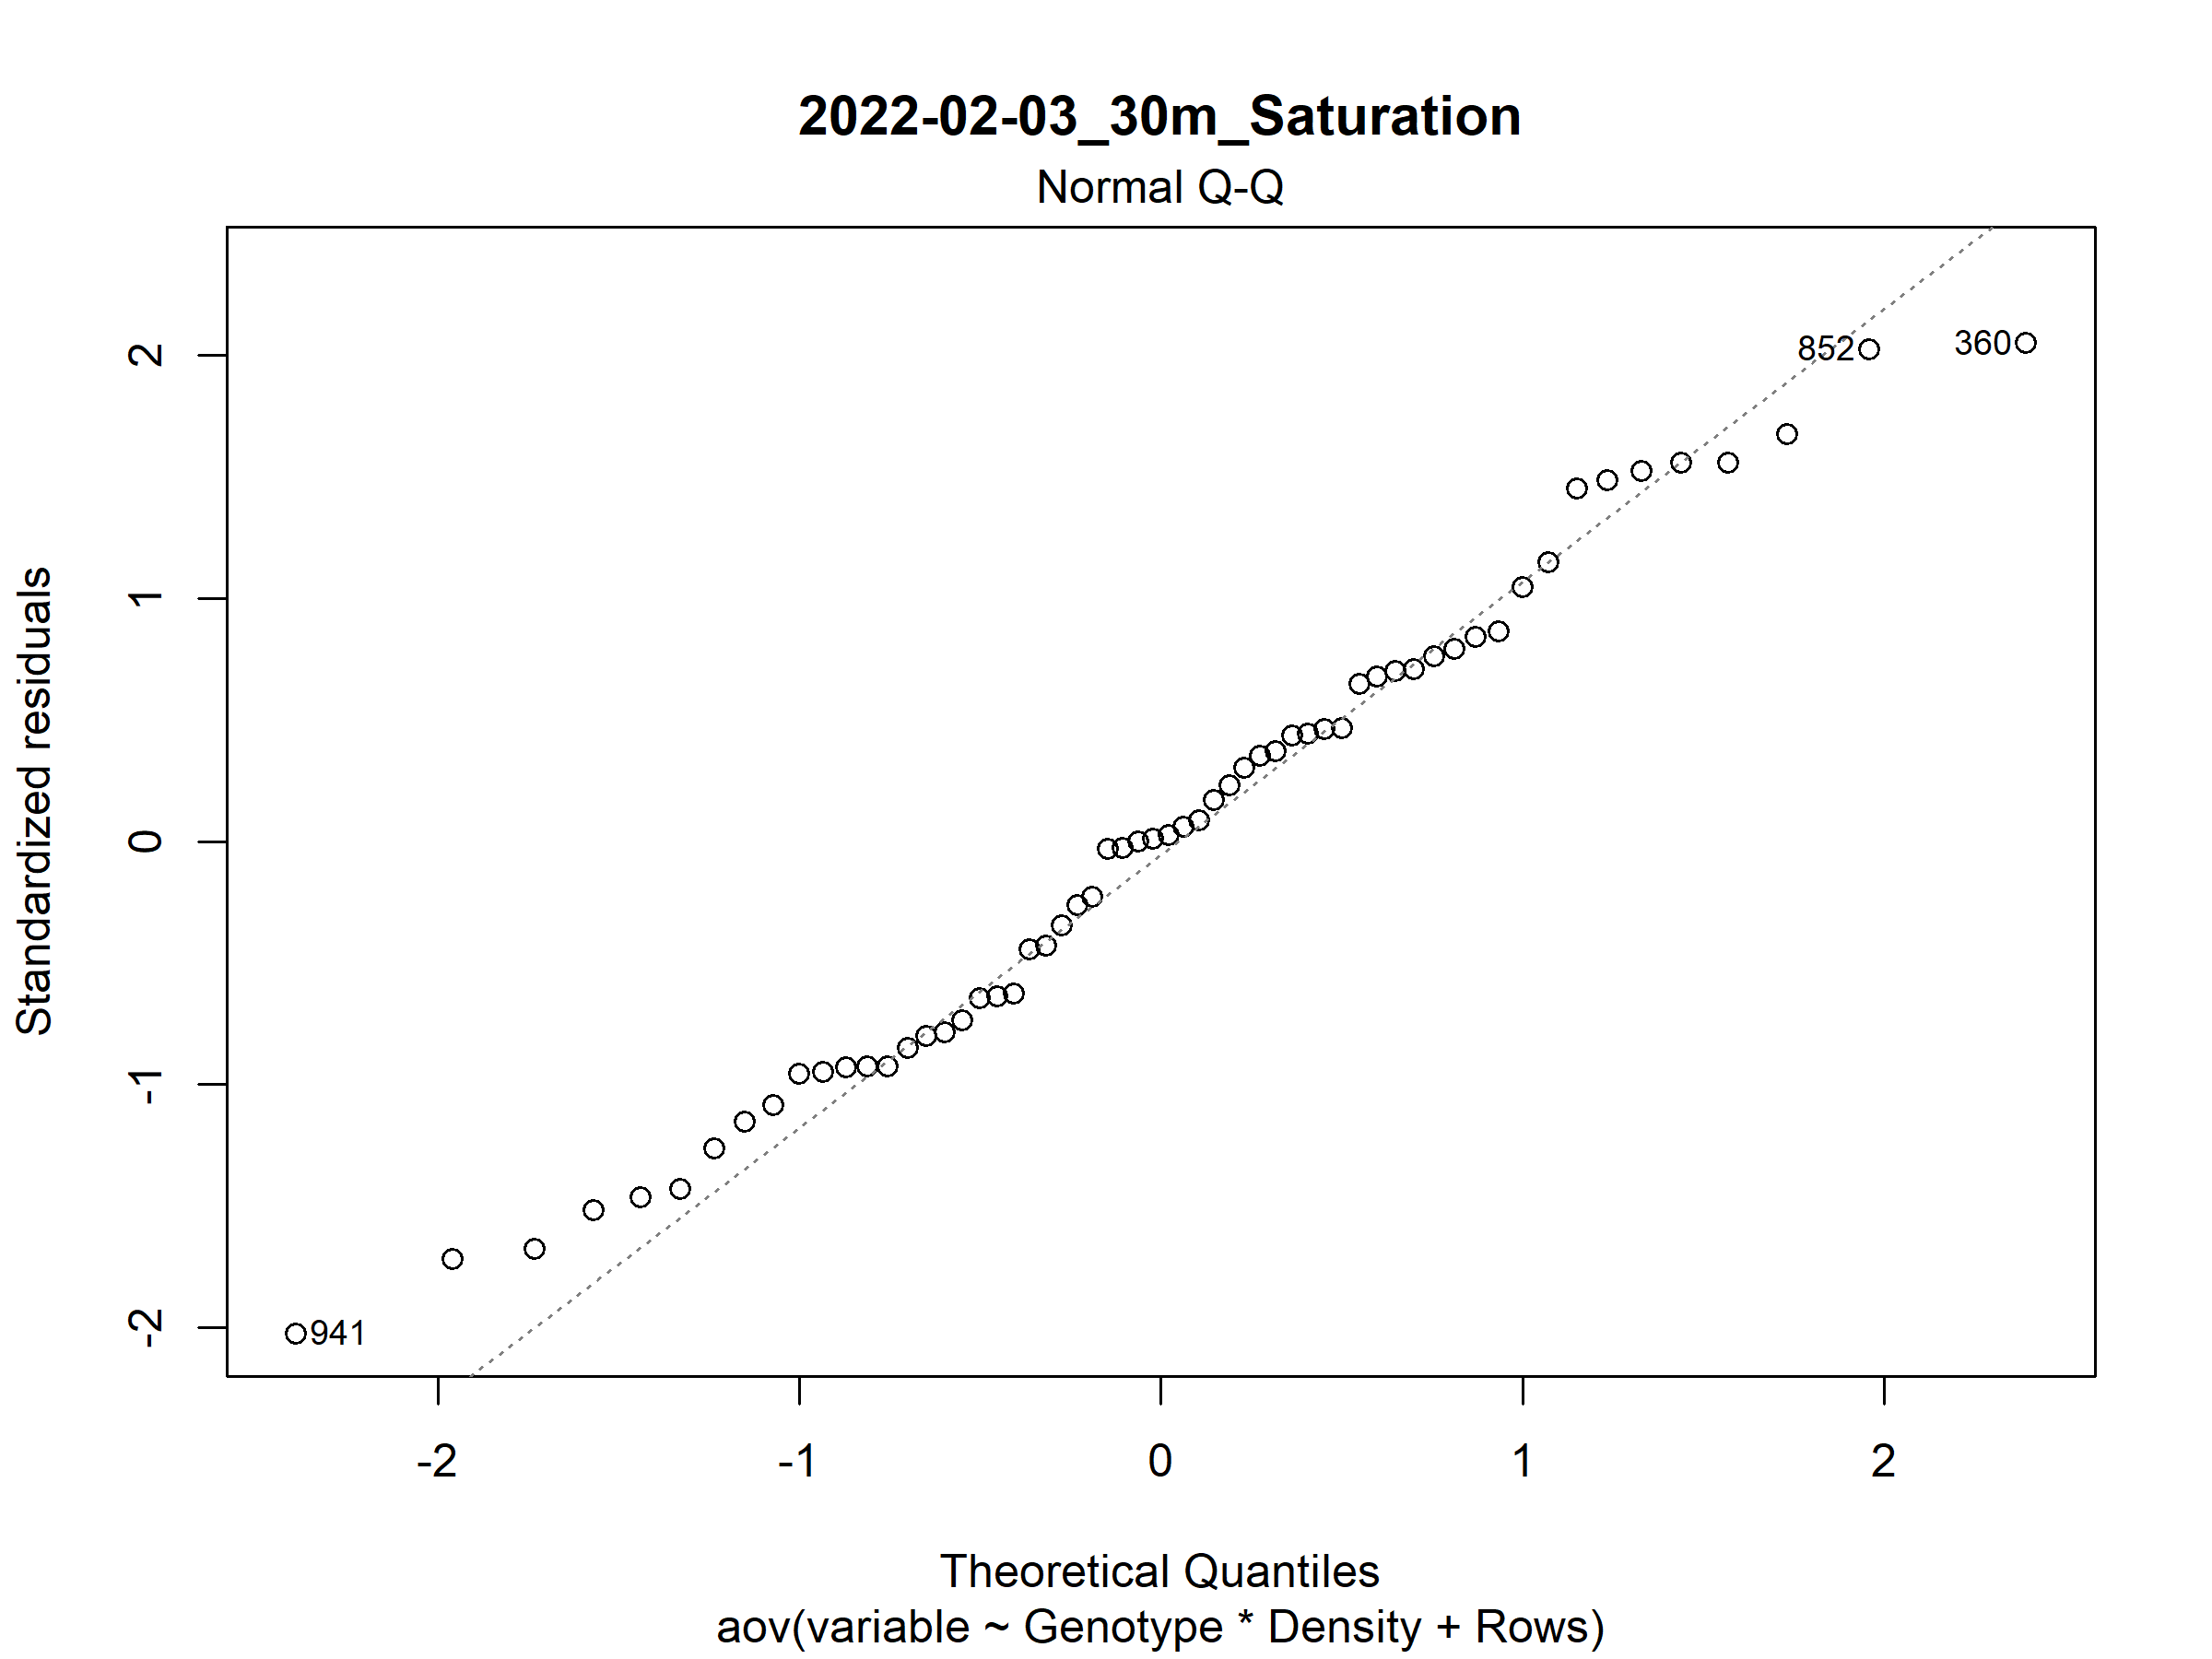 2022-02-03_30m_Saturation
Normal Q-Q
Standardized residuals
2
1
0
-1
-2
852
360
941
-2
-1
0
1
2
Theoretical Quantiles
aov(variable ~ Genotype * Density + Rows)